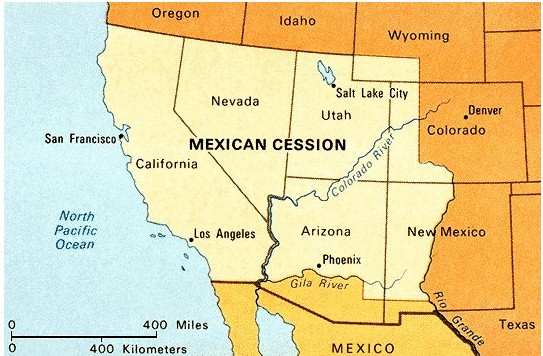 Oregon
Idaho
Wyoming
Nevada
Utah
Salt Lake City
Denver
Colorado
San Francisco
MEXICAN CESSION
California
Colorado River
North
Pacific
Ocean
Los Angeles
Arizona
New Mexico
Phoenix
Gila River
Rio Grande
Texas
0
400 Miles
0
400 Kilometers
MEXICO